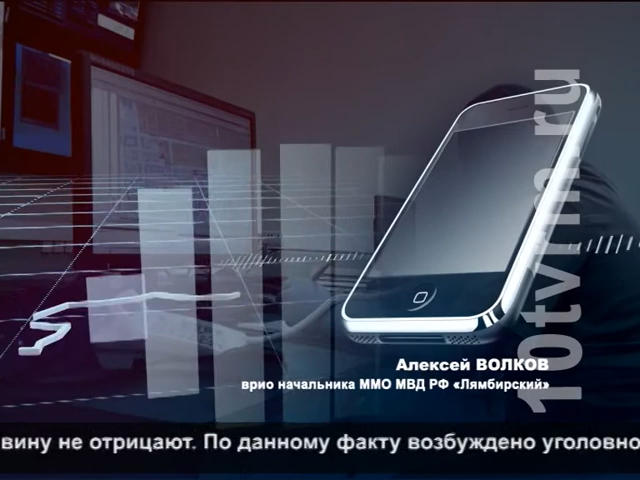 10tvrm.ru
Алексей ВОЛКОВ
врио начальника ММО МВД РФ «Лямбирский»
вину не отрицают. По данному факту возбуждено уголовно